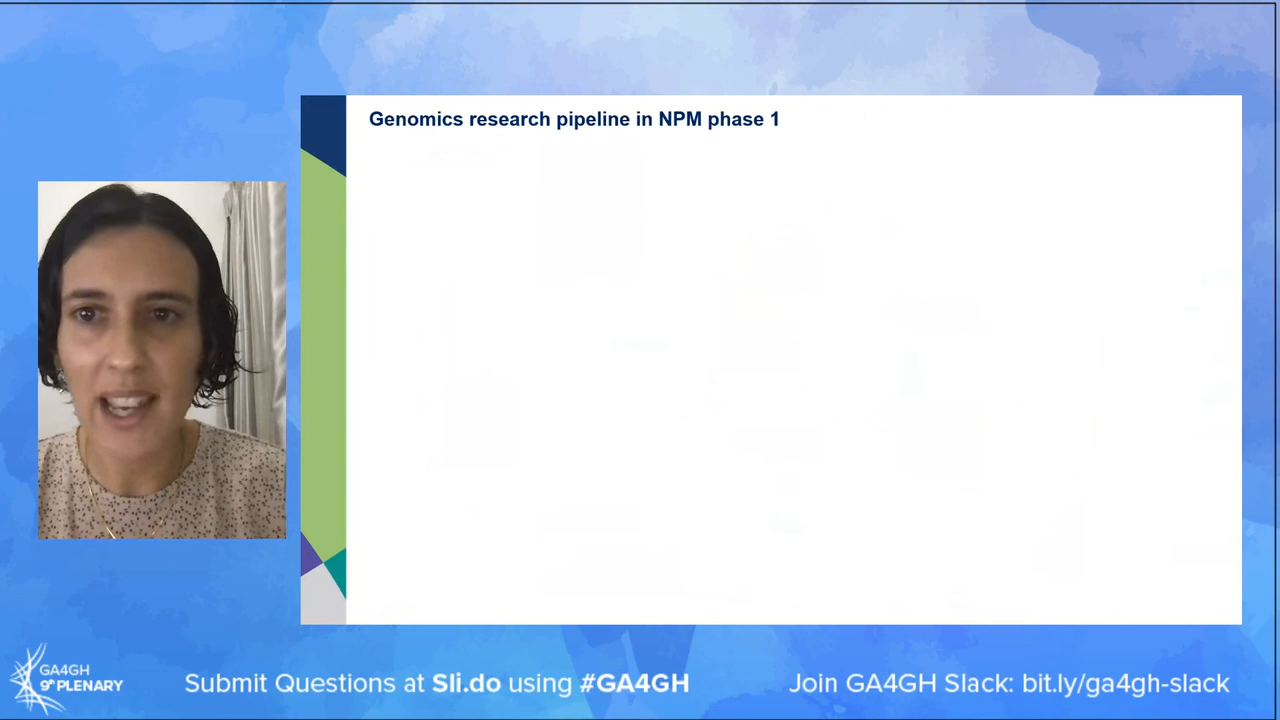 Genomics research pipeline in NPM phase 1
GA4GH
9th PLENARY
Submit Questions at Sli.do using #GA4GH
Join GA4GH Slack: bit.ly/ga4gh-slack